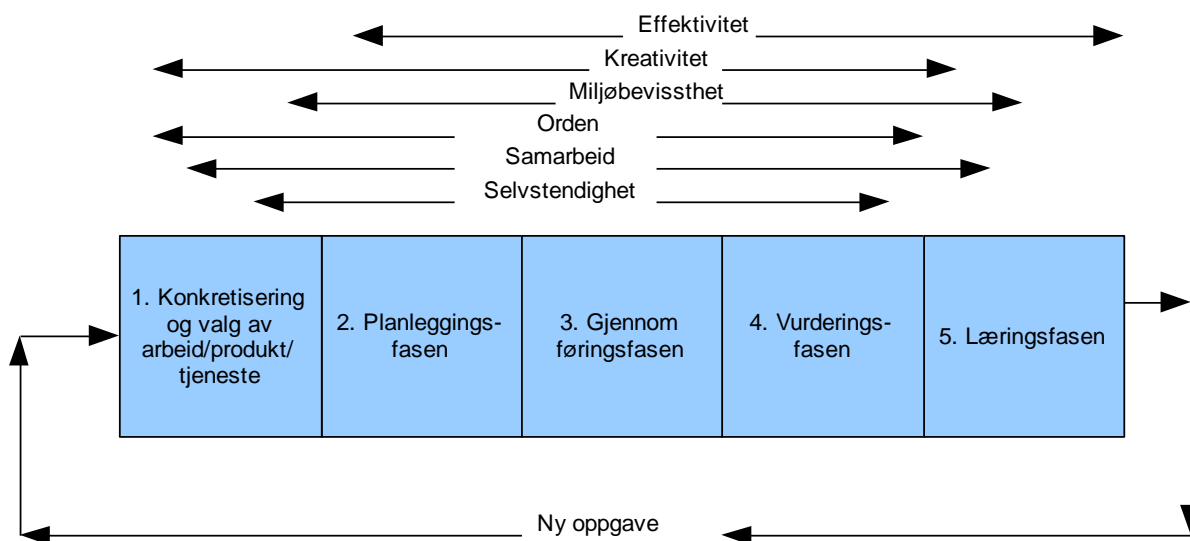 Effektivitet
Kreativitet
Miljøbevissthet
Orden
Samarbeid
Selvstendighet
1. Konkretisering
og valg av
arbeid/produkt/
tjeneste
2. Planleggings-
fasen
3. Gjennom
føringsfasen
4. Vurderings-
fasen
5. Læringsfasen
Ny oppgave